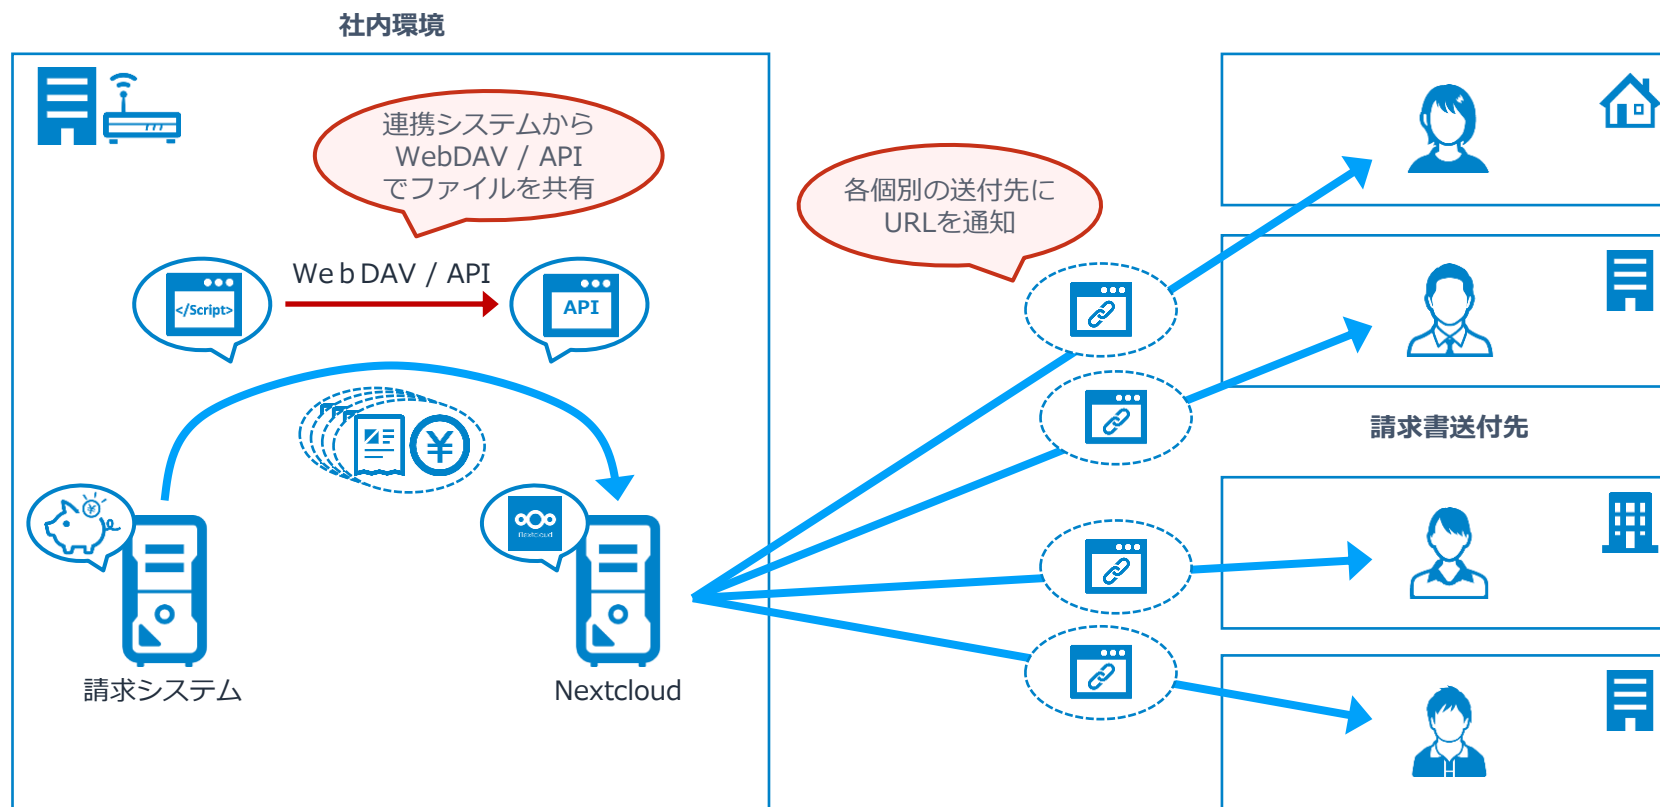 社内環境
連携システムから
WebDAV / API
でファイルを共有
各個別の送付先に
URLを通知
WebDAV / API
</Script>
API
請求書送付先
¥
¥
Nextcloud
請求システム
Nextcloud